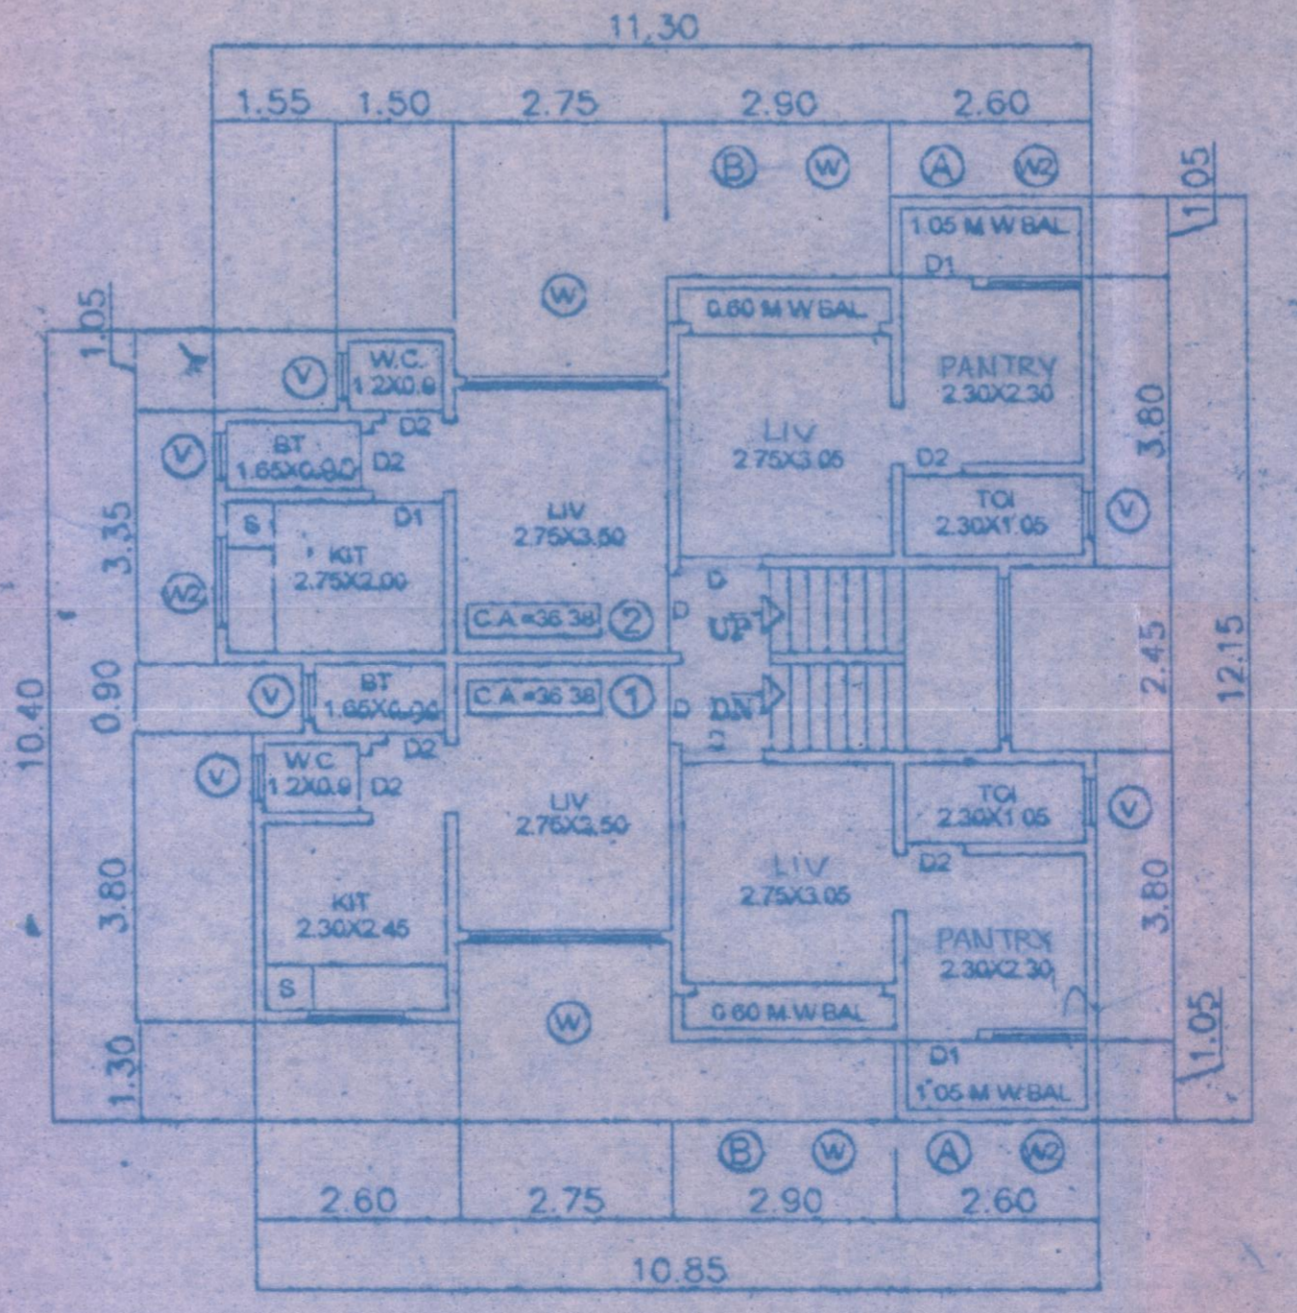 11.30
1.55 1.50 2.75 2.90 2.60
B W A W2
1.05
1.05 M W BAL
D1
W
0.60 M W BAL
1.05
V
W.C.
1.2X0.9
PANTRY
2.30X2.30
3.80
D2
LIV
2.75X3.05
V
BT
1.65X0.90
D2
D2
TOI
2.30X1.05
V
S
D1
LIV
2.75X3.50
3.35
KIT
2.75X2.00
W2
D
C.A=36.38 2
D
UP
2.45
12.15
10.40
0.90
V
BT
1.65X0.90
C.A=36.38 1
D
DN
D
D2
V
W.C
1.2X0.9
D2
TOI
2.30X1.05
V
LIV
2.75X3.50
D2
LIV
2.75X3.05
3.80
KIT
2.30X2.45
3.80
PANTRY
2.30X2.30
S
W
0.60 M.W BAL
1.05
1.30
D1
1.05 M W.BAL
B W A W2
2.60 2.75 2.90 2.60
10.85